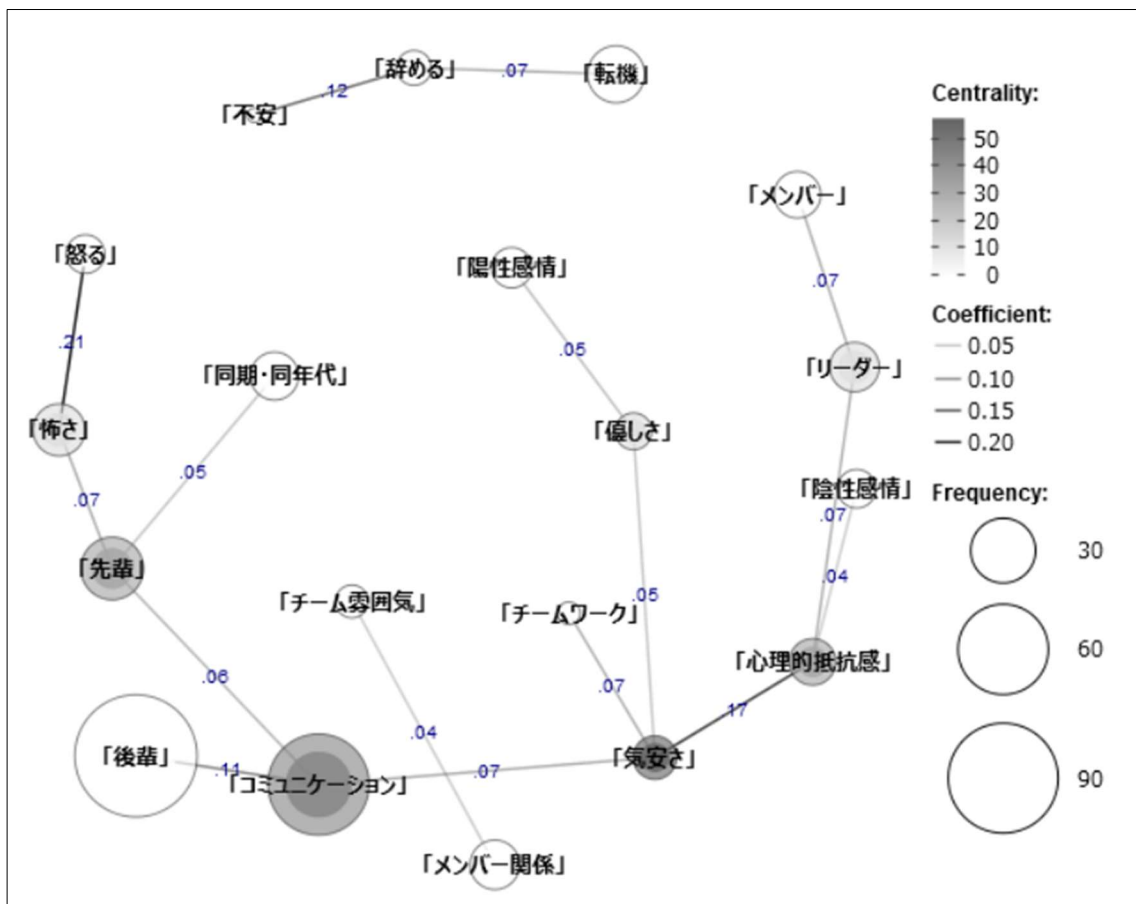 「辞める」
.07
「転機」
.12
「不安」
Centrality:
50
40
30
20
10
0
「メンバー」
「怒る」
「陽性感情」
.07
Coefficient:
0.05
0.10
0.15
0.20
.21
.05
「同期・同年代」
「リーダー」
「怖さ」
「優しさ」
.05
.07
「陰性感情」
.07
Frequency:
30
60
90
「先輩」
.04
「チーム雰囲気」
「チームワーク」
.05
.06
.07
「心理的抵抗感」
.04
.17
「後輩」
.11
「コミュニケーション」
.07
「気安さ」
「メンバー関係」